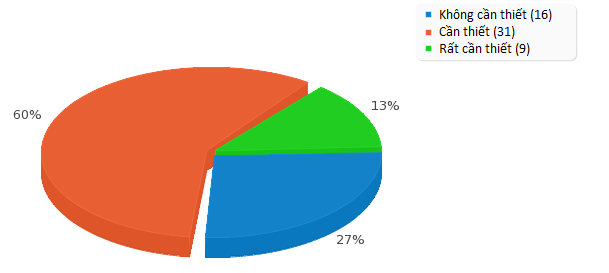 Không cần thiết (16)
Cần thiết (31)
Rất cần thiết (9)
60%
13%
27%